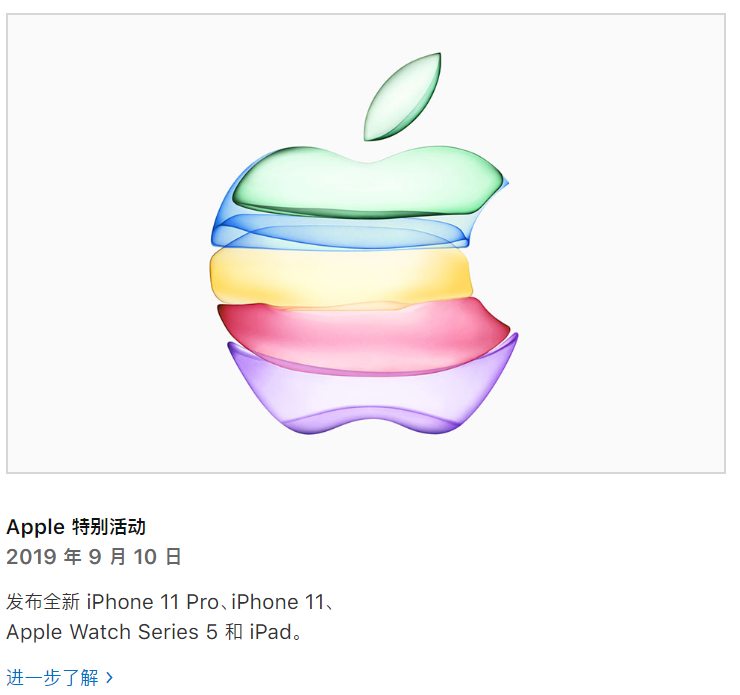 Apple 特别活动
2019 年 9 月 10 日
发布全新 iPhone 11 Pro、iPhone 11、
Apple Watch Series 5 和 iPad。
进一步了解 >